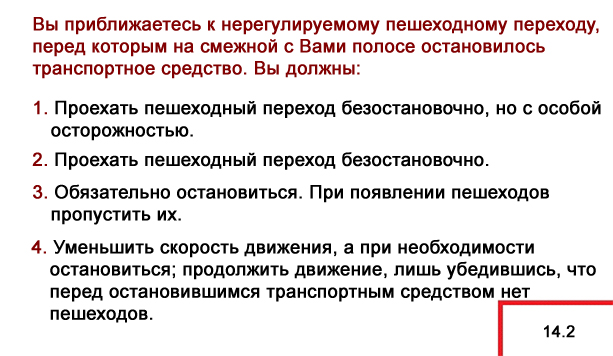 Вы приближаетесь к нерегулируемому пешеходному переходу,
перед которым на смежной с Вами полосе остановилось
транспортное средство. Вы должны:
1. Проехать пешеходный переход безостановочно, но с особой
осторожностью.
2. Проехать пешеходный переход безостановочно.
3. Обязательно остановиться. При появлении пешеходов
пропустить их.
4. Уменьшить скорость движения, а при необходимости
остановиться; продолжить движение, лишь убедившись, что
перед остановившимся транспортным средством нет
пешеходов.
14.2